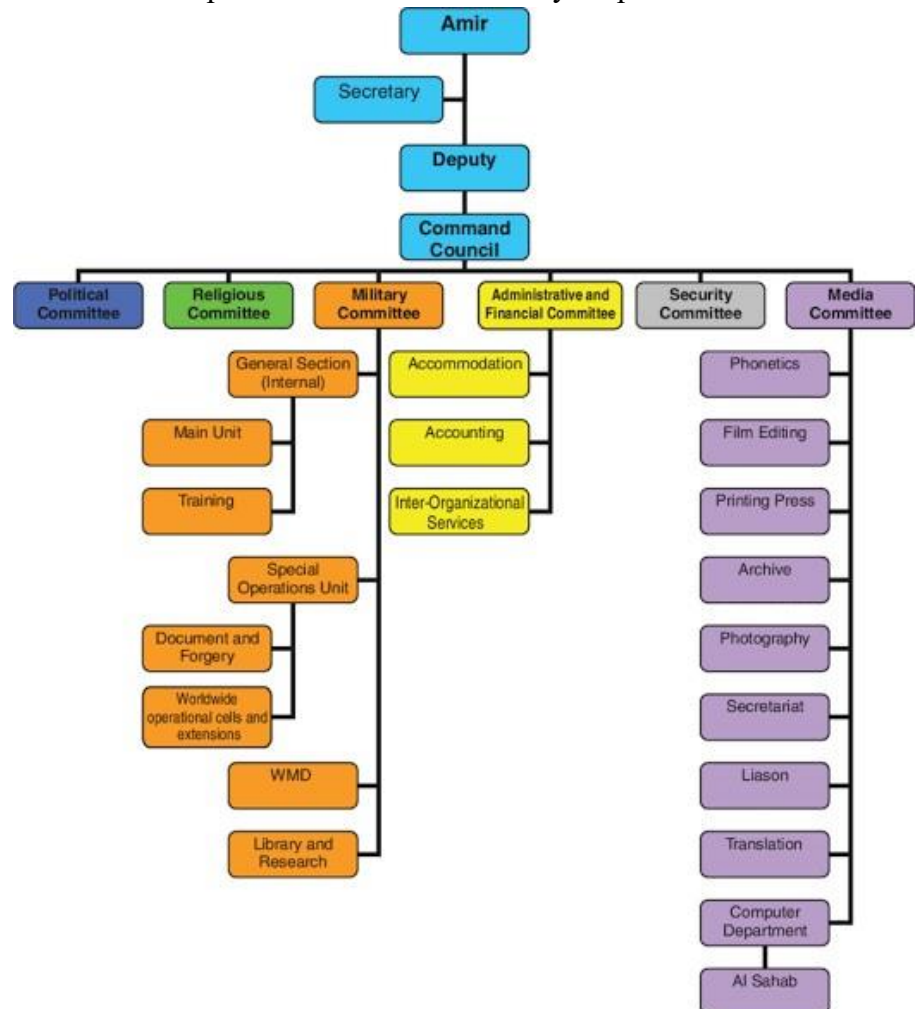 Amir
Secretary
Deputy
Command
Council
Political
Committee
Religious
Committee
Military
Committee
Administrative and
Financial Committee
Security
Committee
Media
Committee
General Section
(Internal)
Main Unit
Training
Special
Operations Unit
Document and
Forgery
Worldwide
operational cells and
extensions
WMD
Library and
Research
Accommodation
Accounting
Inter-Organizational
Services
Phonetics
Film Editing
Printing Press
Archive
Photography
Secretariat
Liason
Translation
Computer
Department
Al Sahab